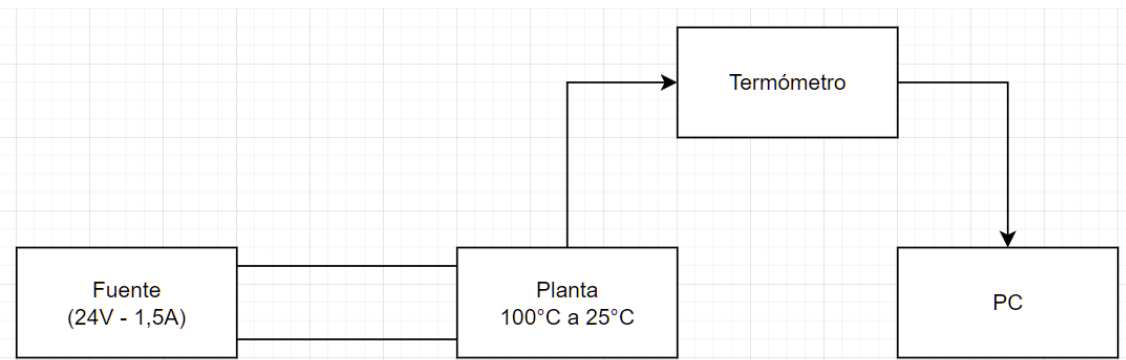 Termómetro
Fuente
(24V - 1,5A)
Planta
100°C a 25°C
PC